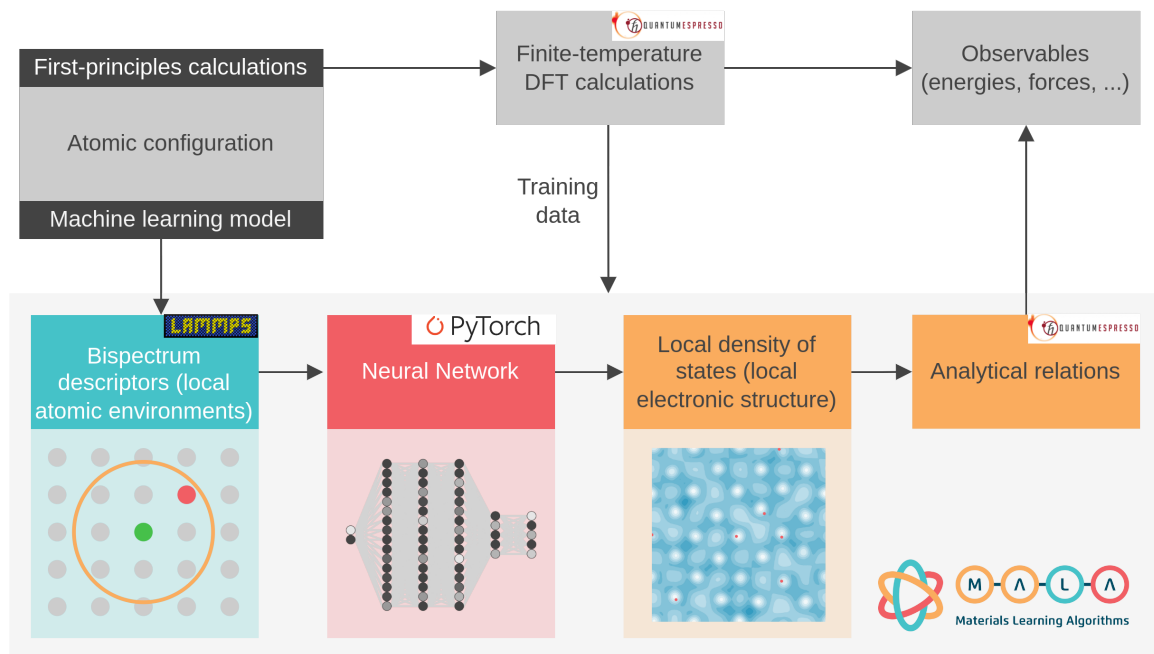 First-principles calculations
Atomic configuration
Machine learning model
QUANTUMESPRESSO
Finite-temperature
DFT calculations
Observables
(energies, forces, ...)
Training
data
LAMMPS
Bispectrum
descriptors (local
atomic environments)
PyTorch
Neural Network
Local density of
states (local
electronic structure)
QUANTUMESPRESSO
Analytical relations
M Λ L Λ
Materials Learning Algorithms